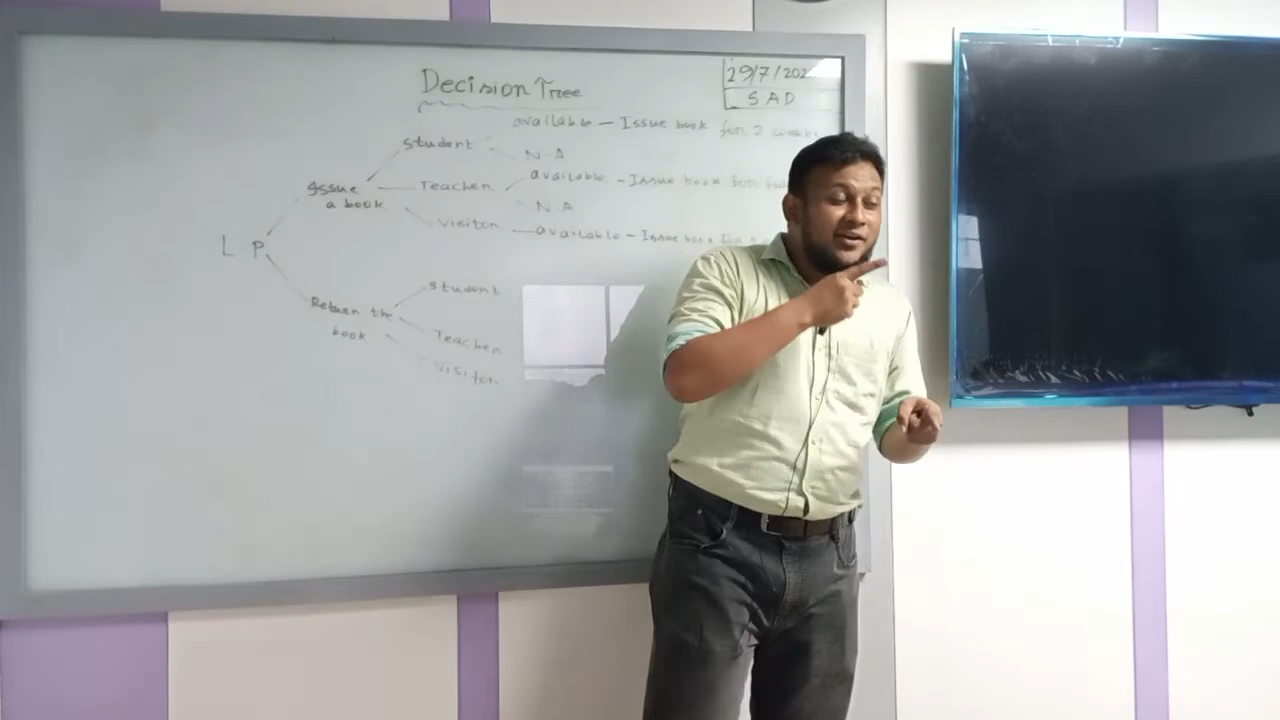 Decision Tree
29/7/202
SAD
available - Issue book for 2 weeks
Student
N.A
available - Issue book for
Teacher
Issue
a book
N.A
Visitor
available - Issue book for
L P
Student
Return the
book
Teacher
Visitor